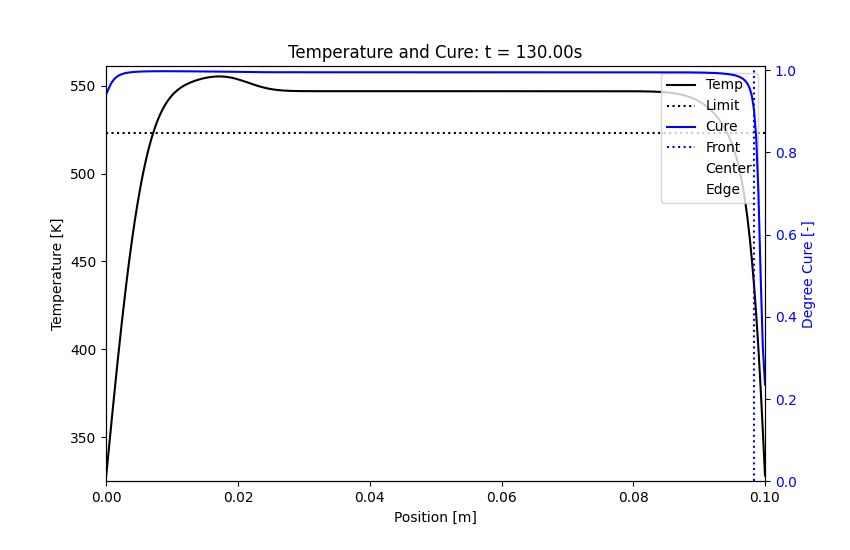 Temperature and Cure: t = 130.00s
Temperature [K]
550
500
450
400
350
Temp
Limit
Cure
Front
Center
Edge
1.0
0.8
0.6
0.4
0.2
0.0
Degree Cure [-]
0.00 0.02 0.04 0.06 0.08 0.10
Position [m]